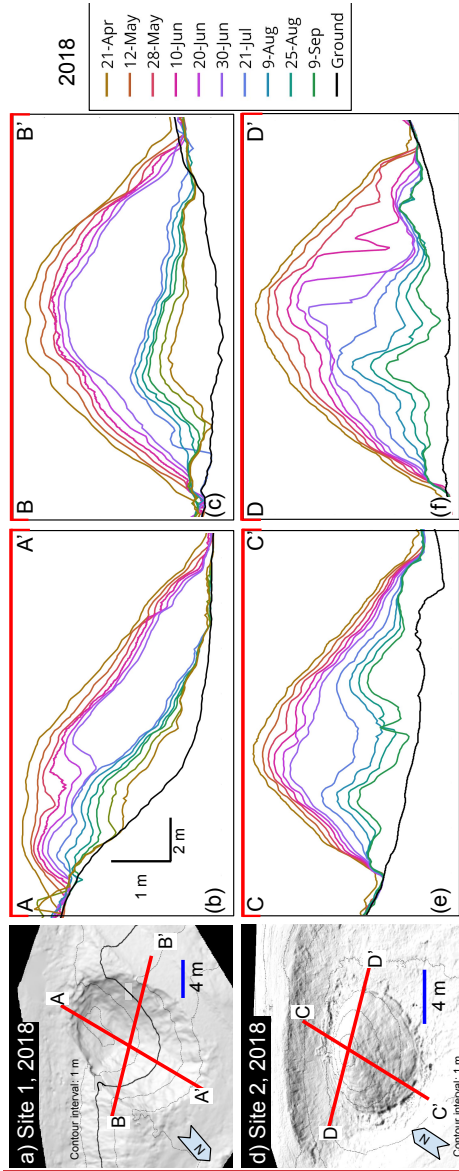 a) Site 1, 2018
Contour interval: 1 m
A
B
B'
A'
4 m
N
A
A'
1 m
2 m
(b)
B
B'
(c)
2018
21-Apr
12-May
28-May
10-Jun
20-Jun
30-Jun
21-Jul
9-Aug
25-Aug
9-Sep
Ground
d) Site 2, 2018
C
D
D'
C'
4 m
N
Contour interval: 1 m
C
C'
(e)
D
D'
(f)